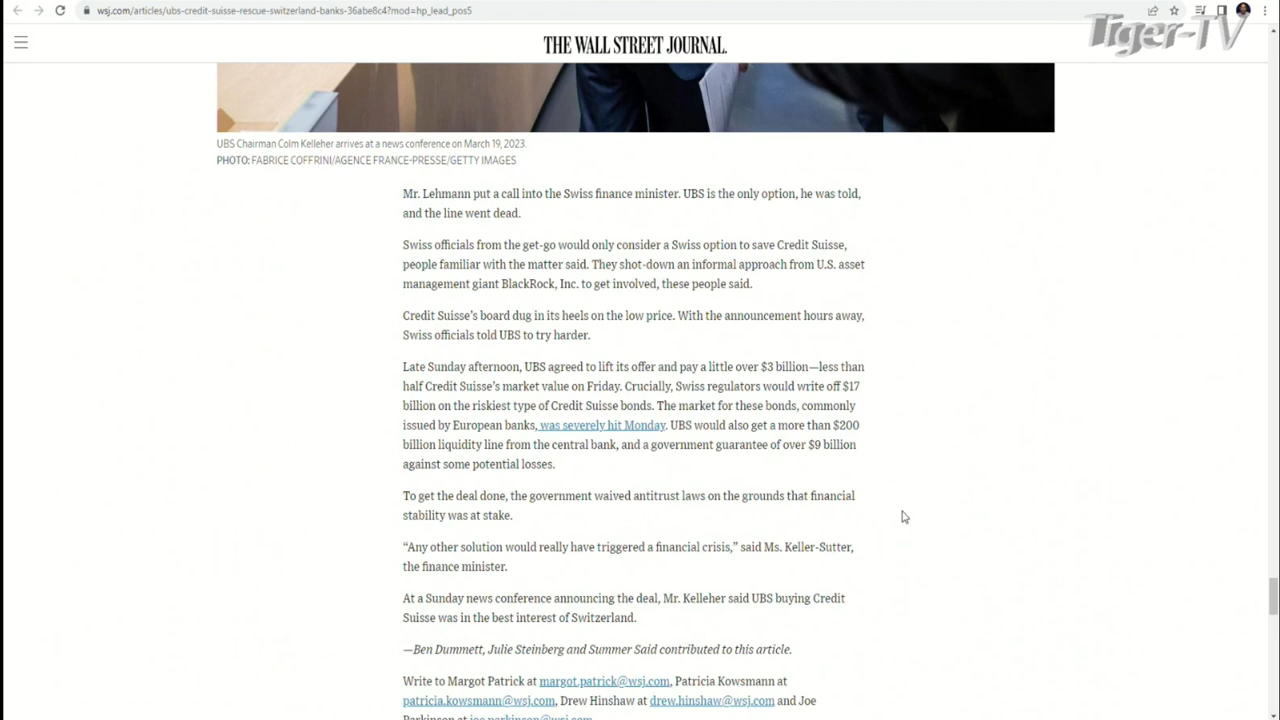 wsj.com/articles/ubs-credit-suisse-rescue-switzerland-banks-36abe8c4?mod=hp_lead_pos5
Tiger-TV
THE WALL STREET JOURNAL.
UBS Chairman Colm Kelleher arrives at a news conference on March 19, 2023.
PHOTO: FABRICE COFFRINI/AGENCE FRANCE-PRESSE/GETTY IMAGES
Mr. Lehmann put a call into the Swiss finance minister. UBS is the only option, he was told,
and the line went dead.
Swiss officials from the get-go would only consider a Swiss option to save Credit Suisse,
people familiar with the matter said. They shot-down an informal approach from U.S. asset
management giant BlackRock, Inc. to get involved, these people said.
Credit Suisse’s board dug in its heels on the low price. With the announcement hours away,
Swiss officials told UBS to try harder.
Late Sunday afternoon, UBS agreed to lift its offer and pay a little over $3 billion—less than
half Credit Suisse’s market value on Friday. Crucially, Swiss regulators would write off $17
billion on the riskiest type of Credit Suisse bonds. The market for these bonds, commonly
issued by European banks, was severely hit Monday. UBS would also get a more than $200
billion liquidity line from the central bank, and a government guarantee of over $9 billion
against some potential losses.
To get the deal done, the government waived antitrust laws on the grounds that financial
stability was at stake.
“Any other solution would really have triggered a financial crisis,” said Ms. Keller-Sutter,
the finance minister.
At a Sunday news conference announcing the deal, Mr. Kelleher said UBS buying Credit
Suisse was in the best interest of Switzerland.
—Ben Dummett, Julie Steinberg and Summer Said contributed to this article.
Write to Margot Patrick at margot.patrick@wsj.com, Patricia Kowsmann at
patricia.kowsmann@wsj.com, Drew Hinshaw at drew.hinshaw@wsj.com and Joe
Parkinson at joe.parkinson@wsj.com